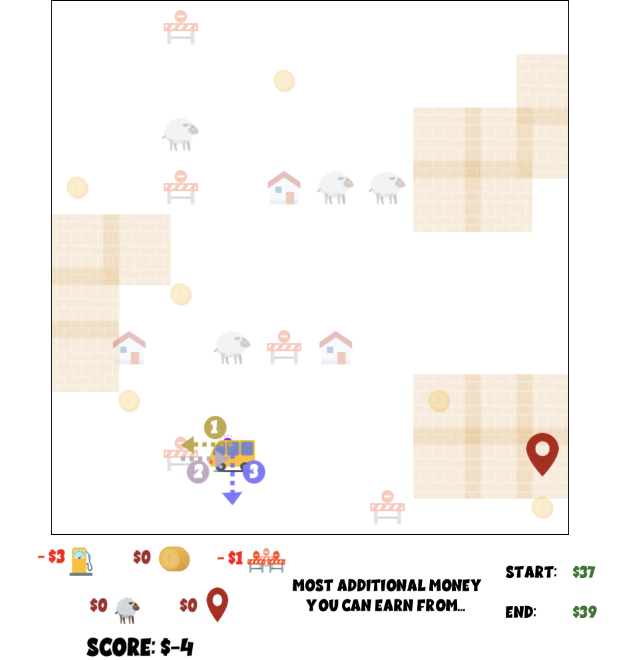 1
2
3
- $3
$0
- $1
$0
$0
SCORE: $-4
MOST ADDITIONAL MONEY
YOU CAN EARN FROM...
START: $37
END: $39